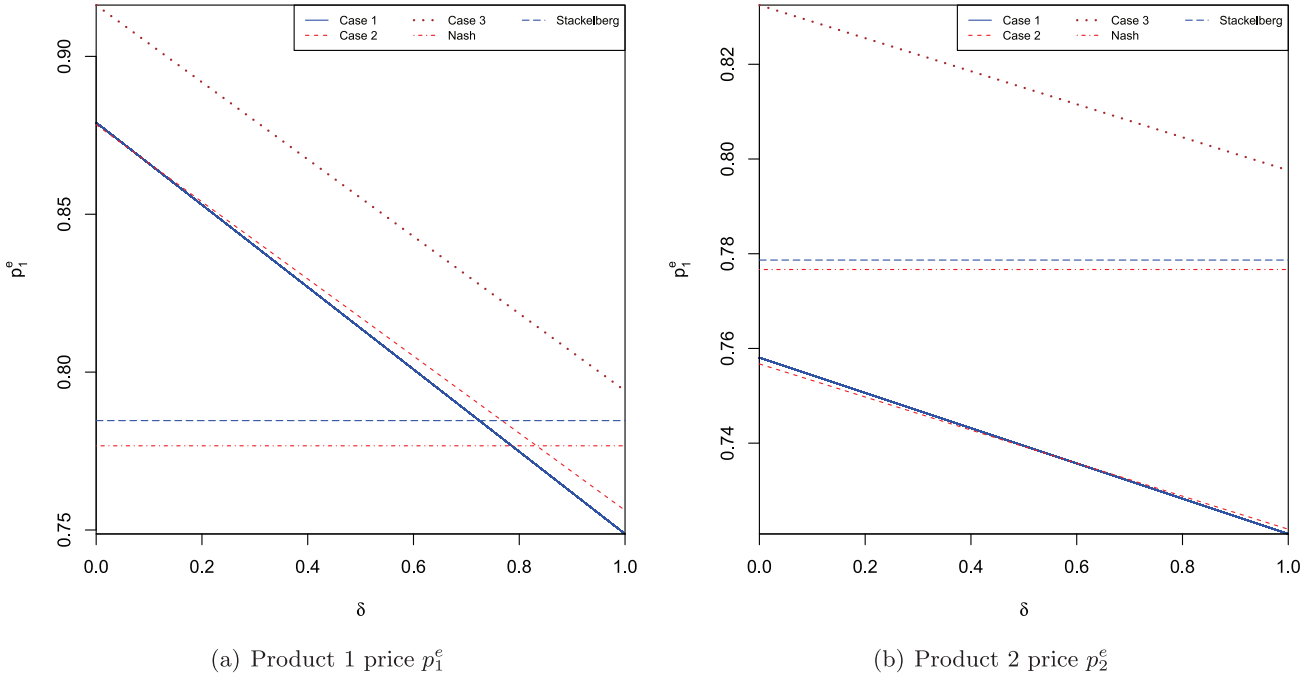 Case 1
Case 2
Case 3
Nash
Stackelberg
0.90
0.85
0.80
0.75
p₁ᵉ
0.0 0.2 0.4 0.6 0.8 1.0
δ
(a) Product 1 price p₁ᵉ
Case 1
Case 2
Case 3
Nash
Stackelberg
0.82
0.80
0.78
0.76
0.74
p₁ᵉ
0.0 0.2 0.4 0.6 0.8 1.0
δ
(b) Product 2 price p₂ᵉ